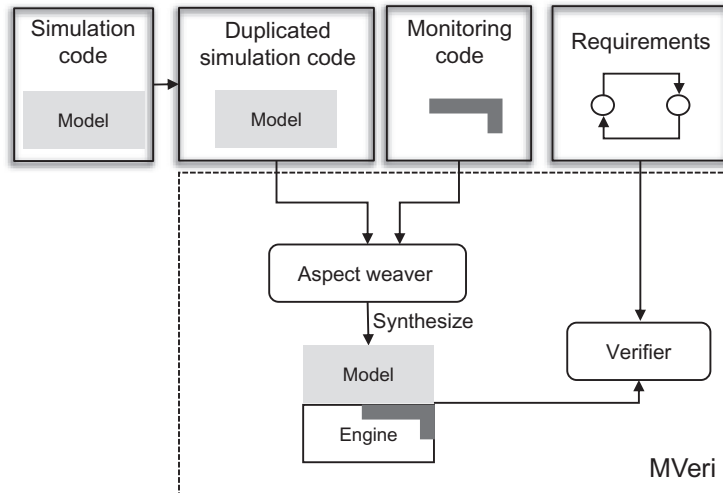 Simulation
code
Model
Duplicated
simulation code
Model
Monitoring
code
Requirements
Aspect weaver
Synthesize
Model
Engine
Verifier
MVeri